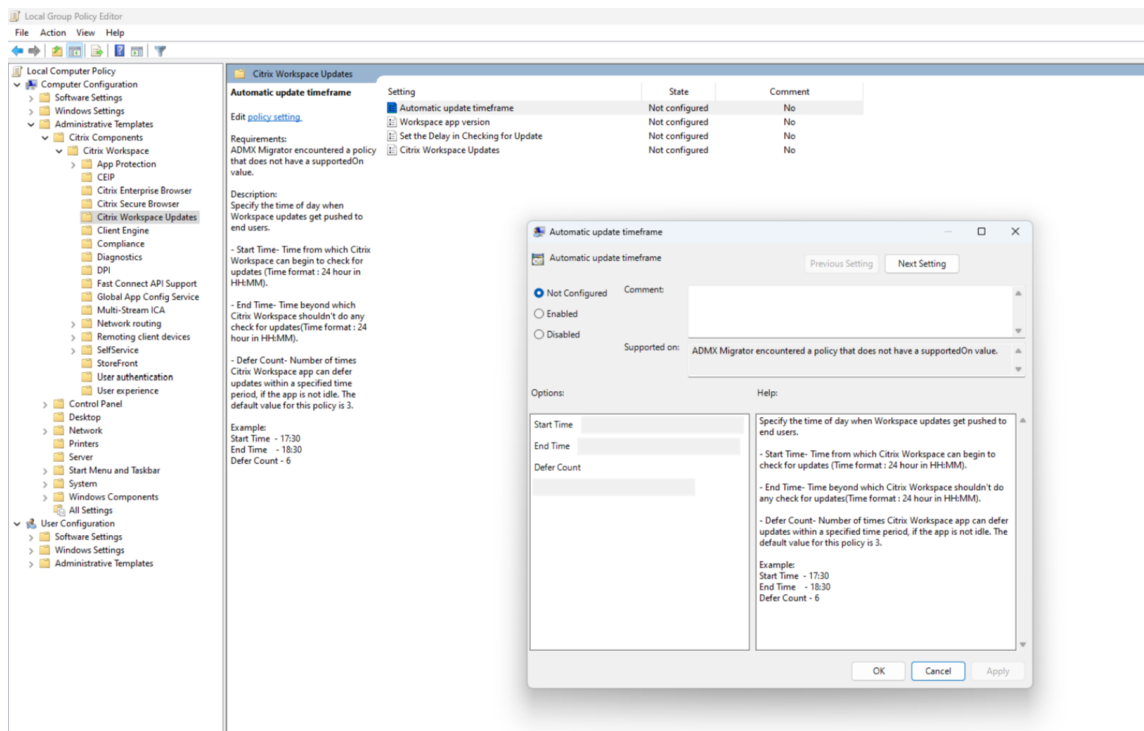 Local Group Policy Editor
File Action View Help
Local Computer Policy
Computer Configuration
Software Settings
Windows Settings
Administrative Templates
Citrix Components
Citrix Workspace
App Protection
CEIP
Citrix Enterprise Browser
Citrix Secure Browser
Citrix Workspace Updates
Client Engine
Compliance
Diagnostics
DPI
Fast Connect API Support
Global App Config Service
Multi-Stream ICA
Network routing
Remoting client devices
SelfService
StoreFront
User authentication
User experience
Control Panel
Desktop
Network
Printers
Server
Start Menu and Taskbar
System
Windows Components
All Settings
User Configuration
Software Settings
Windows Settings
Administrative Templates
Citrix Workspace Updates
Automatic update timeframe
Edit policy setting
Requirements:
ADMX Migrator encountered a policy
that does not have a supportedOn
value.
Description:
Specify the time of day when
Workspace updates get pushed to
end users.
- Start Time- Time from which Citrix
Workspace can begin to check for
updates (Time format : 24 hour in
HH:MM).
- End Time- Time beyond which
Citrix Workspace shouldn't do any
check for updates(Time format : 24
hour in HH:MM).
- Defer Count- Number of times
Citrix Workspace app can defer
updates within a specified time
period, if the app is not idle. The
default value for this policy is 3.
Example:
Start Time - 17:30
End Time - 18:30
Defer Count - 6
Setting State Comment
Automatic update timeframe Not configured No
Workspace app version Not configured No
Set the Delay in Checking for Update Not configured No
Citrix Workspace Updates Not configured No
Automatic update timeframe
Automatic update timeframe
Previous Setting Next Setting
Not Configured
Enabled
Disabled
Comment:
Supported on: ADMX Migrator encountered a policy that does not have a supportedOn value.
Options:
Start Time
End Time
Defer Count
Help:
Specify the time of day when Workspace updates get pushed to
end users.
- Start Time- Time from which Citrix Workspace can begin to
check for updates (Time format : 24 hour in HH:MM).
- End Time- Time beyond which Citrix Workspace shouldn't do
any check for updates(Time format : 24 hour in HH:MM).
- Defer Count- Number of times Citrix Workspace app can defer
updates within a specified time period, if the app is not idle. The
default value for this policy is 3.
Example:
Start Time - 17:30
End Time - 18:30
Defer Count - 6
OK Cancel Apply